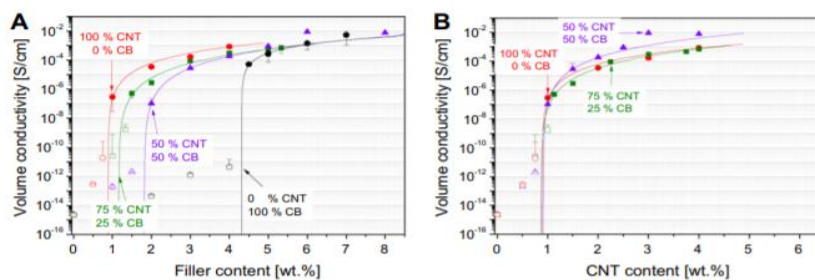 A
Volume conductivity [S/cm]
10⁻²
10⁻⁴
10⁻⁶
10⁻⁸
10⁻¹⁰
10⁻¹²
10⁻¹⁴
10⁻¹⁶
100 % CNT
0 % CB
50 % CNT
50 % CB
75 % CNT
25 % CB
0 % CNT
100 % CB
0 1 2 3 4 5 6 7 8
Filler content [wt.%]
B
Volume conductivity [S/cm]
10⁻²
10⁻⁴
10⁻⁶
10⁻⁸
10⁻¹⁰
10⁻¹²
10⁻¹⁴
10⁻¹⁶
50 % CNT
50 % CB
100 % CNT
0 % CB
75 % CNT
25 % CB
0 1 2 3 4 5 6
CNT content [wt.%]